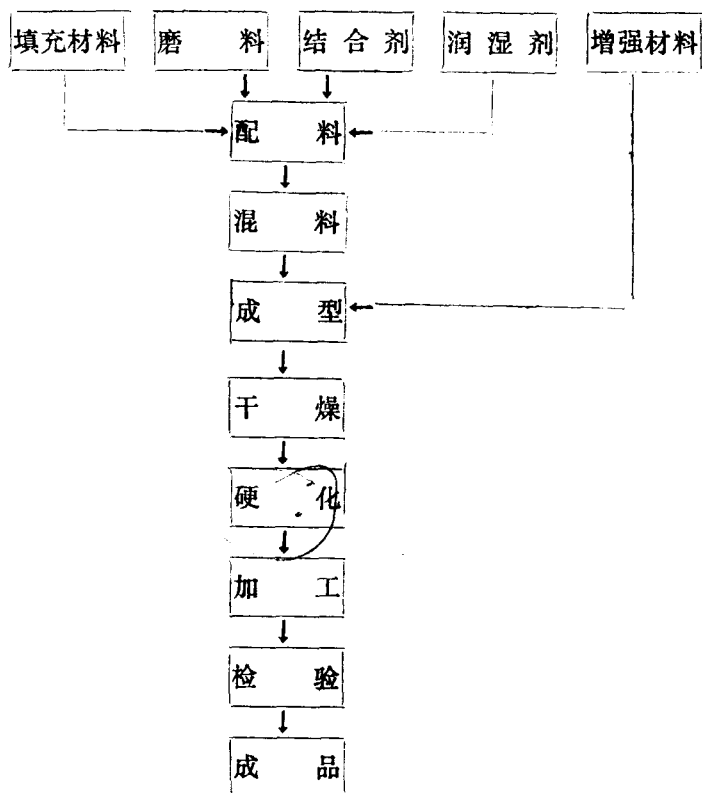 填充材料 磨料 结合剂 润湿剂 增强材料
配料
混料
成型
干燥
硬化
加工
检验
成品